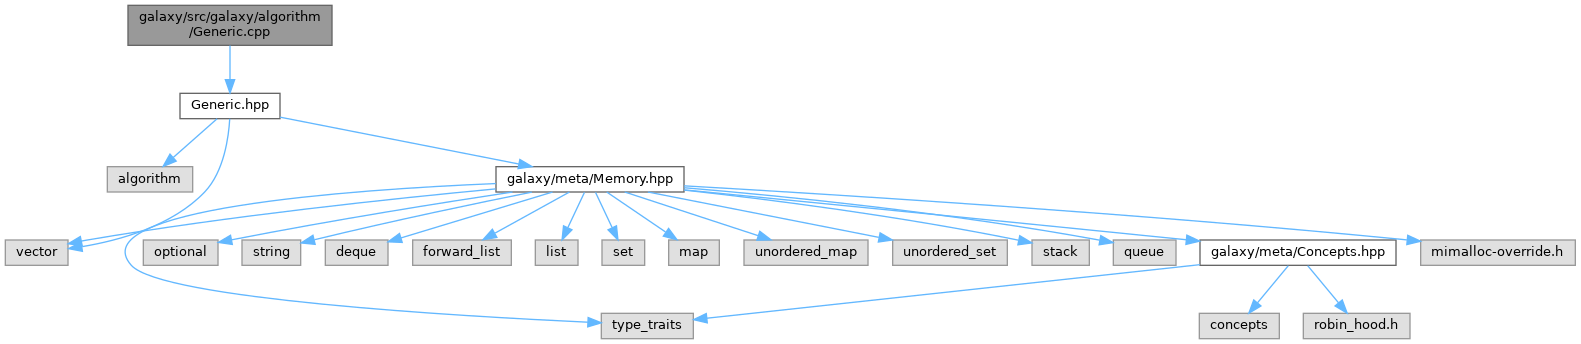 galaxy/src/galaxy/algorithm
/Generic.cpp
Generic.hpp
algorithm
galaxy/meta/Memory.hpp
vector
optional
string
deque
forward_list
list
set
map
unordered_map
unordered_set
stack
queue
galaxy/meta/Concepts.hpp
mimalloc-override.h
type_traits
concepts
robin_hood.h